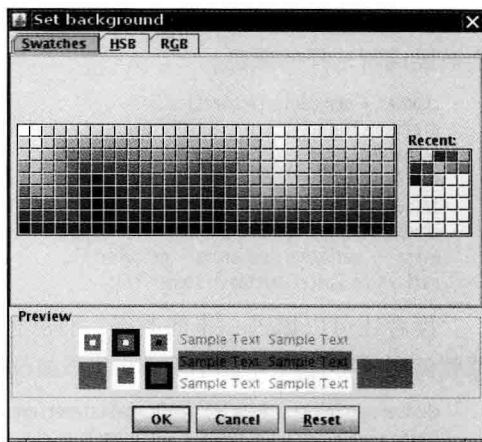 Set background
Swatches HSB RGB
Recent:
Preview
Sample Text Sample Text
Sample Text Sample Text
Sample Text Sample Text
OK Cancel Reset